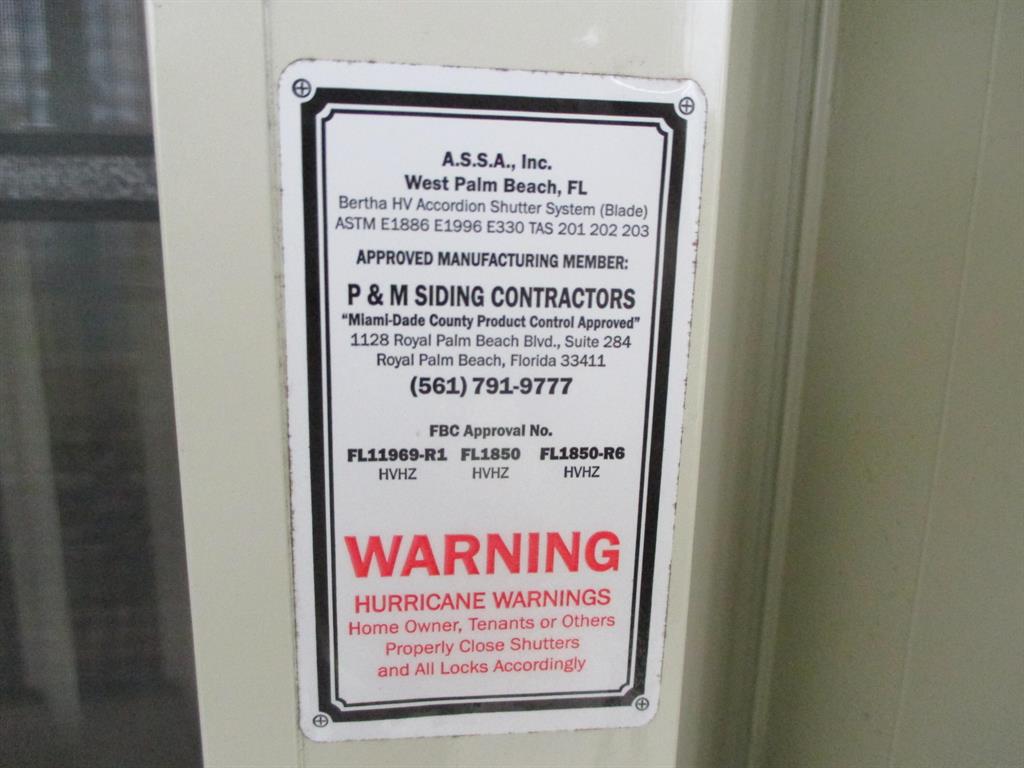 A.S.S.A., Inc.
West Palm Beach, FL
Bertha HV Accordion Shutter System (Blade)
ASTM E1886 E1996 E330 TAS 201 202 203
APPROVED MANUFACTURING MEMBER:
P & M SIDING CONTRACTORS
"Miami-Dade County Product Control Approved"
1128 Royal Palm Beach Blvd., Suite 284
Royal Palm Beach, Florida 33411
(561) 791-9777
FBC Approval No.
FL11969-R1 FL1850 FL1850-R6
HVHZ HVHZ HVHZ
WARNING
HURRICANE WARNINGS
Home Owner, Tenants or Others
Properly Close Shutters
and All Locks Accordingly